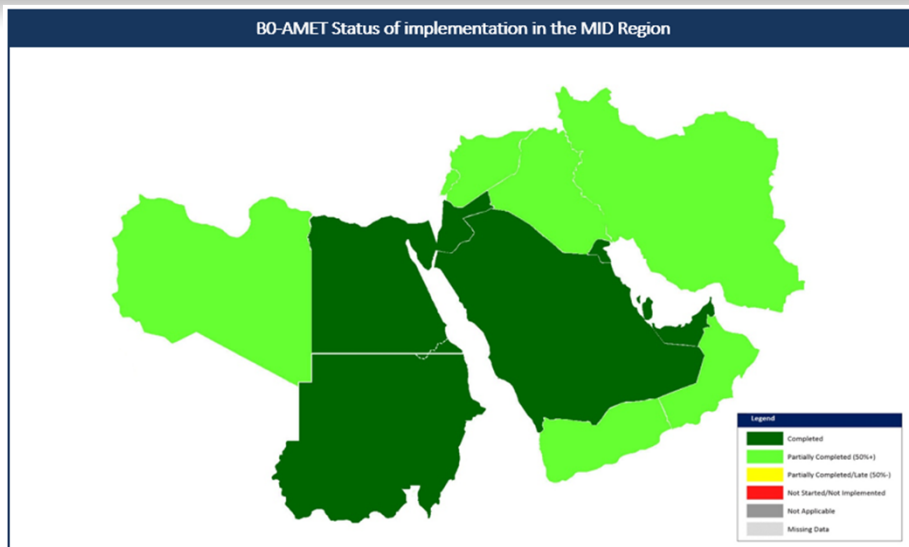 B0-AMET Status of implementation in the MID Region
Legend
Completed
Partially Completed (50%+)
Partially Completed/Late (50%-)
Not Started/Not Implemented
Not Applicable
Missing Data